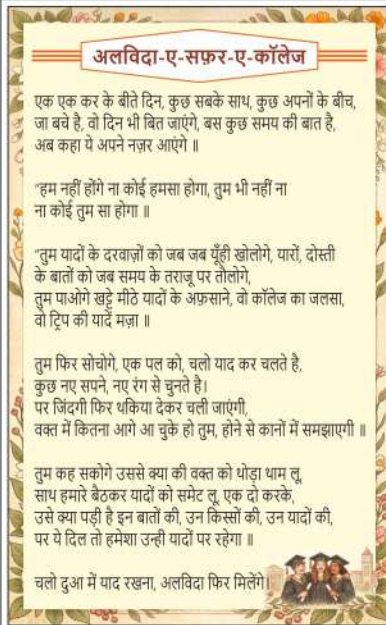 अलविदा-ए-सफ़र-ए-कॉलेज
एक एक कर के बीते दिन, कुछ सबके साथ, कुछ अपनों के बीच,
जा बचे है, वो दिन भी बित जाएंगे, बस कुछ समय की बात है,
अब कहा ये अपने नज़र आएंगे ॥
"हम नहीं होंगे ना कोई हमसा होगा, तुम भी नहीं ना
ना कोई तुम सा होगा ॥
"तुम यादों के दरवाज़ों को जब जब यूँही खोलोगे, यारों, दोस्ती
के बातों को जब समय के तराजू पर तोलोगे,
तुम पाओगे खट्टे मीठे यादों के अफ़साने, वो कॉलेज का जलसा,
वो ट्रिप की यादें मज़ा ॥
तुम फिर सोचोगे, एक पल को, चलो याद कर चलते है,
कुछ नए सपने, नए रंग से चुनते है।
पर जिंदगी फिर थकिया देकर चली जाएंगी,
वक्त में कितना आगे आ चुके हो तुम, होने से कानों में समझाएगी ॥
तुम कह सकोगे उससे क्या की वक्त को थोड़ा थाम लू,
साथ हमारे बैठकर यादों को समेट लू, एक दो करके,
उसे क्या पड़ी है इन बातों की, उन किस्सों की, उन यादों की,
पर ये दिल तो हमेशा उन्ही यादों पर रहेगा ॥
चलो दुआ में याद रखना, अलविदा फिर मिलेंगे।